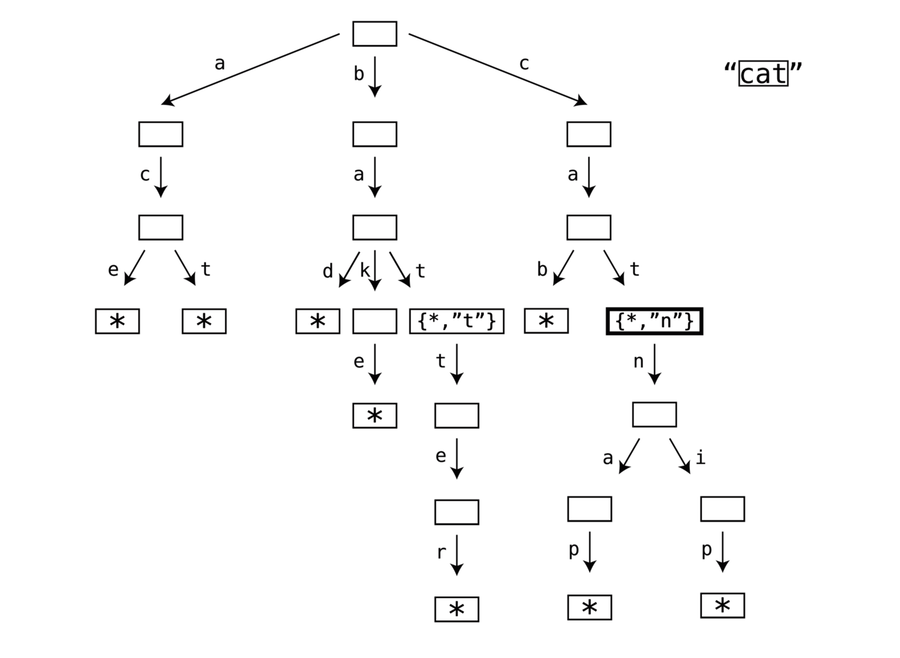 a b c
“cat”
c a a
e t d k t b t
* * * {*,”t”} * {*,”n”}
e t n
*
e a i
r p p
* * *